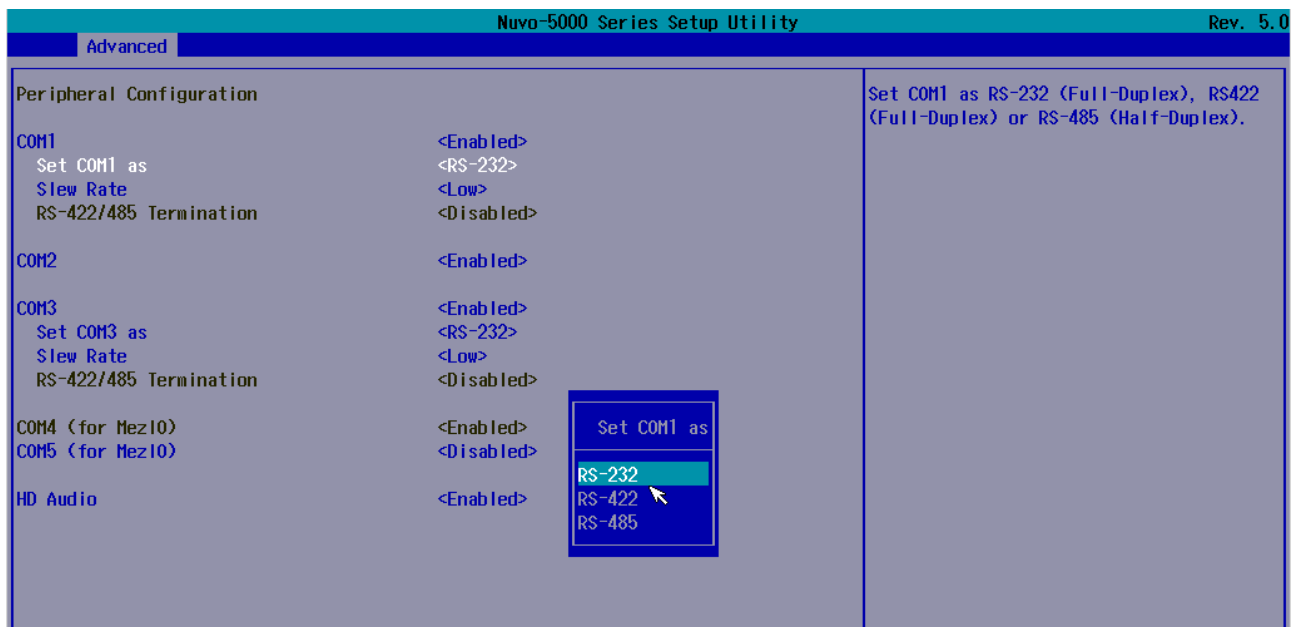 Nuvo-5000 Series Setup Utility Rev. 5.0
Advanced
Peripheral Configuration
COM1 <Enabled>
Set COM1 as <RS-232>
Slew Rate <Low>
RS-422/485 Termination <Disabled>
COM2 <Enabled>
COM3 <Enabled>
Set COM3 as <RS-232>
Slew Rate <Low>
RS-422/485 Termination <Disabled>
COM4 (for MezIO) <Enabled>
COM5 (for MezIO) <Disabled>
HD Audio <Enabled>
Set COM1 as
RS-232
RS-422
RS-485
Set COM1 as RS-232 (Full-Duplex), RS422
(Full-Duplex) or RS-485 (Half-Duplex).